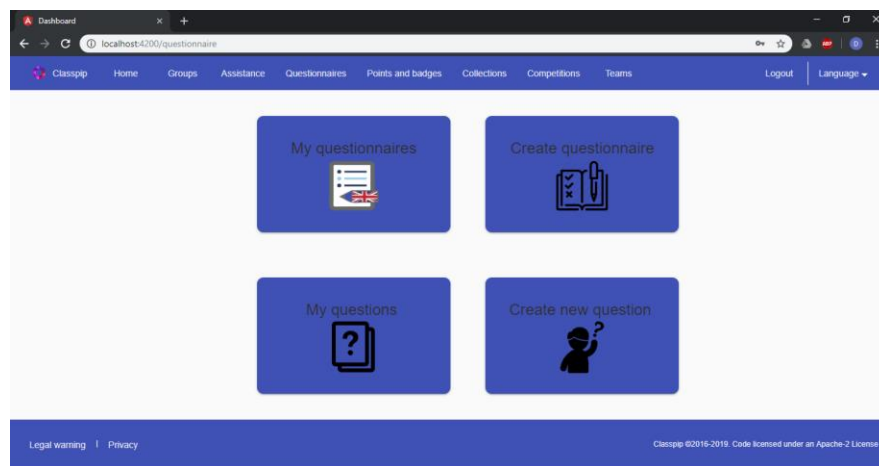 Dashboard
localhost:4200/questionnaire
Classpip Home Groups Assistance Questionnaires Points and badges Collections Competitions Teams Logout Language
My questionnaires Create questionnaire
My questions Create new question
Legal warning | Privacy Classpip ©2016-2019. Code licensed under an Apache-2 License